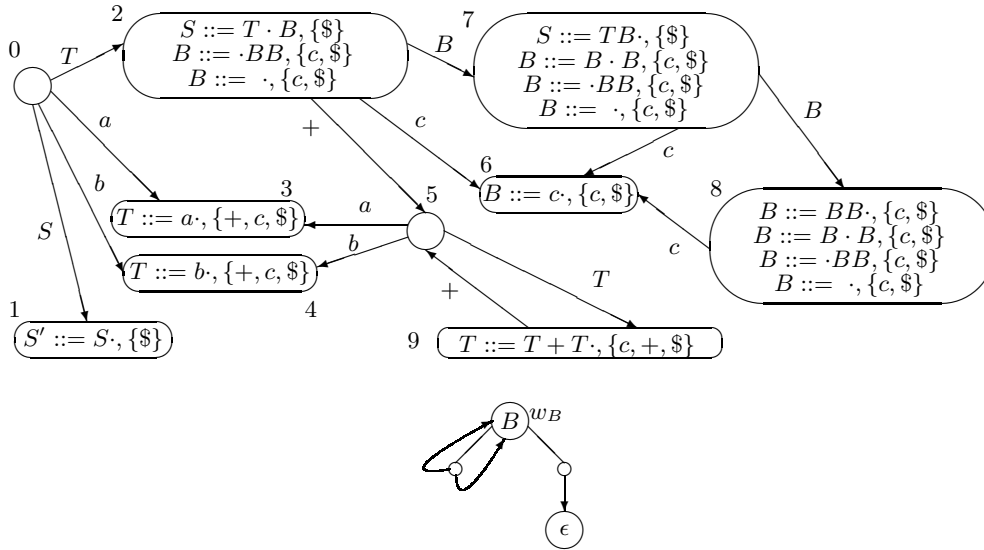 0
2
S ::= T · B, {$}
B ::= ·BB, {c, $}
B ::= ·, {c, $}
7
S ::= TB·, {$}
B ::= B · B, {c, $}
B ::= ·BB, {c, $}
B ::= ·, {c, $}
T
B
B
a
+
c
c
b
3
T ::= a·, {+, c, $}
a
5
6
B ::= c·, {c, $}
8
B ::= BB·, {c, $}
B ::= B · B, {c, $}
B ::= ·BB, {c, $}
B ::= ·, {c, $}
S
T ::= b·, {+, c, $}
4
b
c
T
+
1
S′ ::= S·, {$}
9
T ::= T + T·, {c, +, $}
B
w_B
ϵ